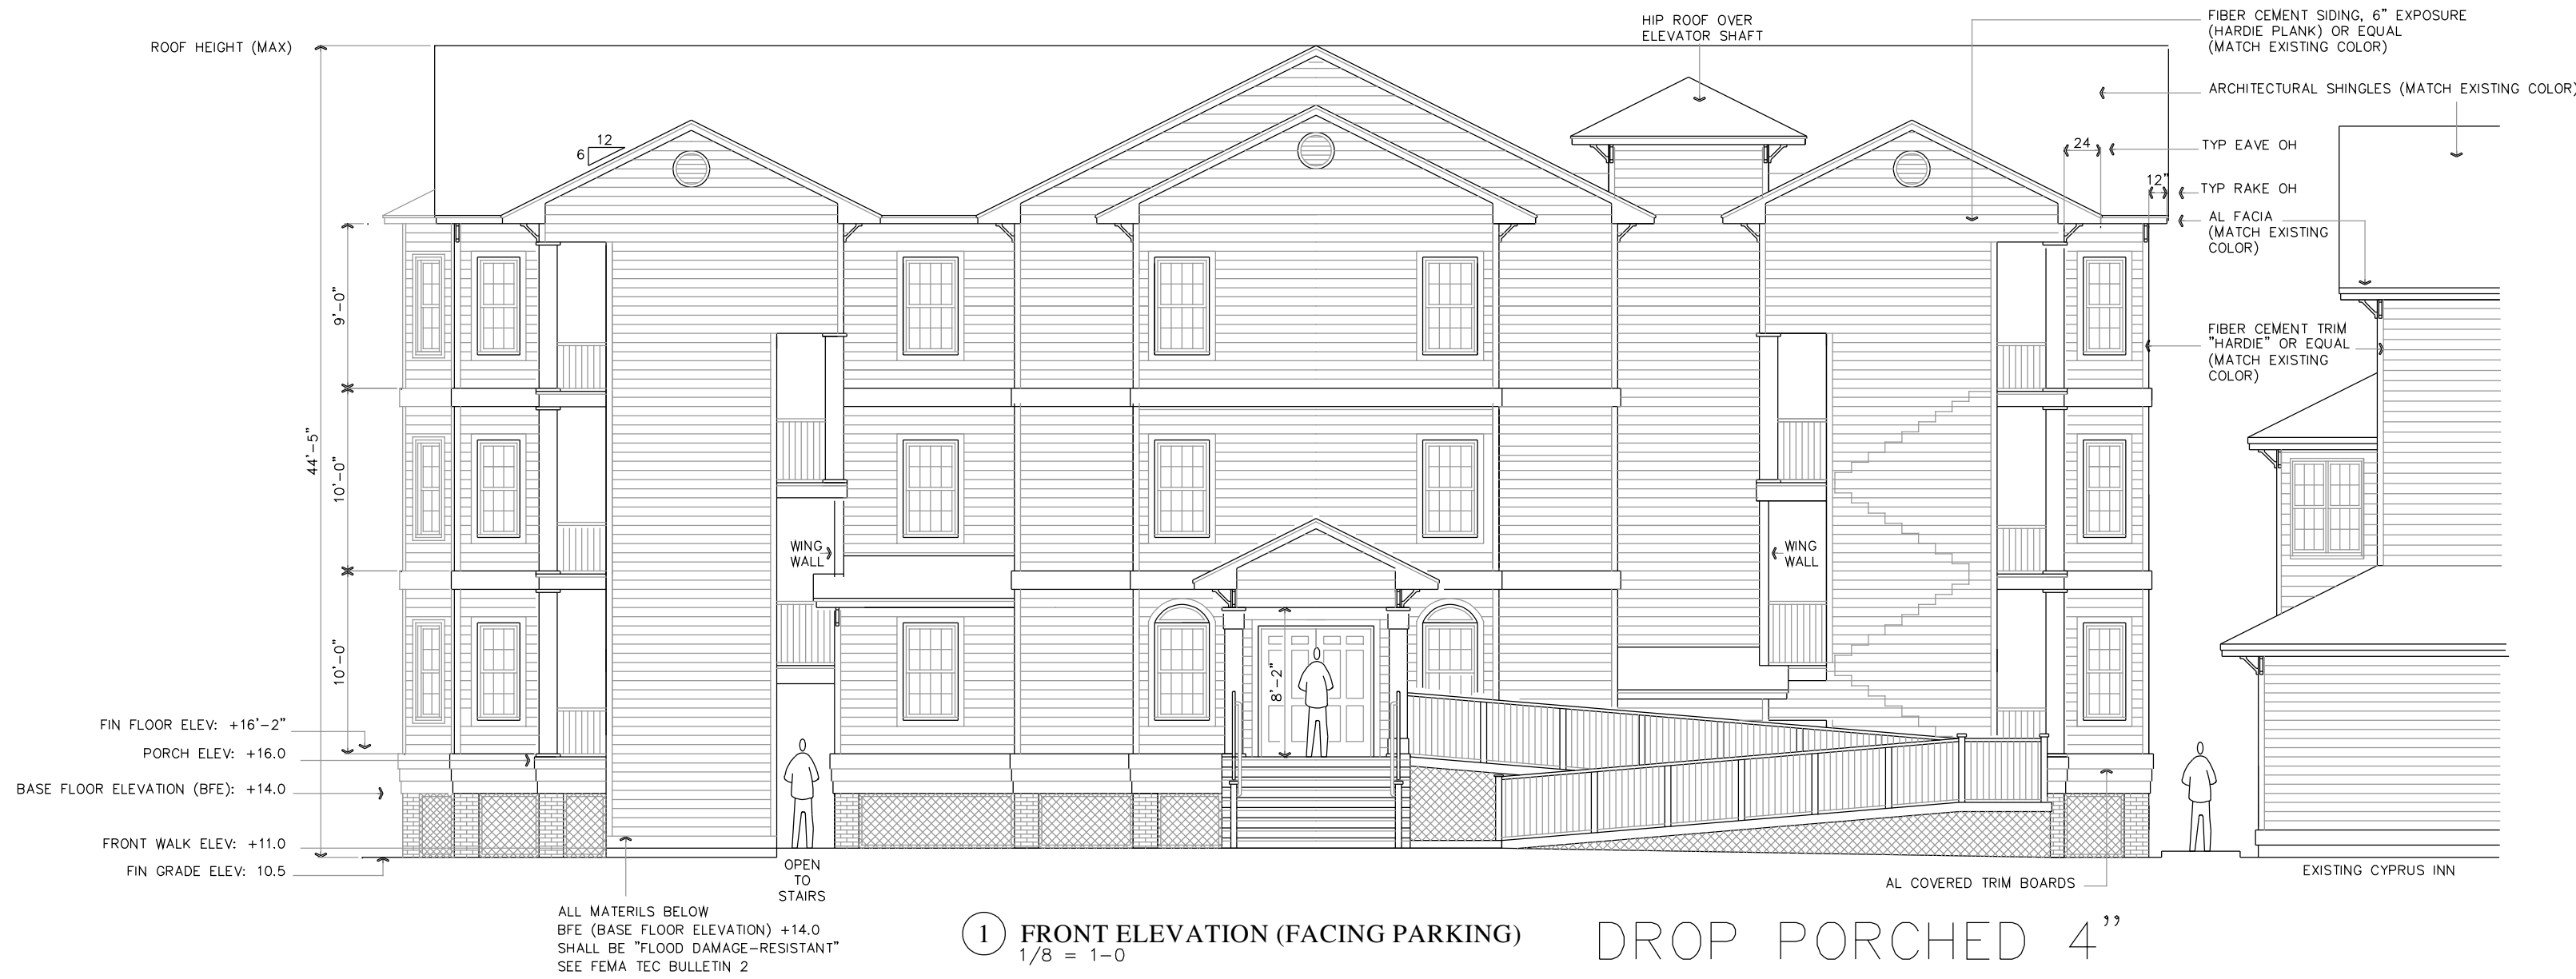 ROOF HEIGHT (MAX)
HIP ROOF OVER
ELEVATOR SHAFT
FIBER CEMENT SIDING, 6" EXPOSURE
(HARDIE PLANK) OR EQUAL
(MATCH EXISTING COLOR)
ARCHITECTURAL SHINGLES (MATCH EXISTING COLOR)
12
6
24
TYP EAVE OH
12"
TYP RAKE OH
AL FACIA
(MATCH EXISTING
COLOR)
9'-0"
FIBER CEMENT TRIM
"HARDIE" OR EQUAL
(MATCH EXISTING
COLOR)
44'-5"
10'-0"
WING
WALL
WING
WALL
10'-0"
8'-2"
FIN FLOOR ELEV: +16'-2"
PORCH ELEV: +16.0
BASE FLOOR ELEVATION (BFE): +14.0
FRONT WALK ELEV: +11.0
FIN GRADE ELEV: 10.5
OPEN
TO
STAIRS
AL COVERED TRIM BOARDS
EXISTING CYPRUS INN
ALL MATERILS BELOW
BFE (BASE FLOOR ELEVATION) +14.0
SHALL BE "FLOOD DAMAGE-RESISTANT"
SEE FEMA TEC BULLETIN 2
1 FRONT ELEVATION (FACING PARKING)
1/8 = 1-0
DROP PORCHED 4"